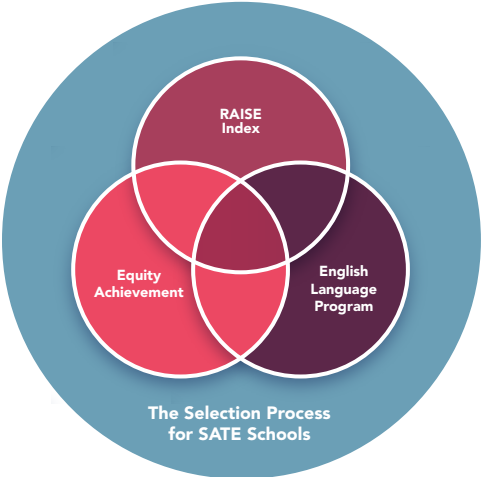 RAISE
Index
Equity
Achievement
English
Language
Program
The Selection Process
for SATE Schools